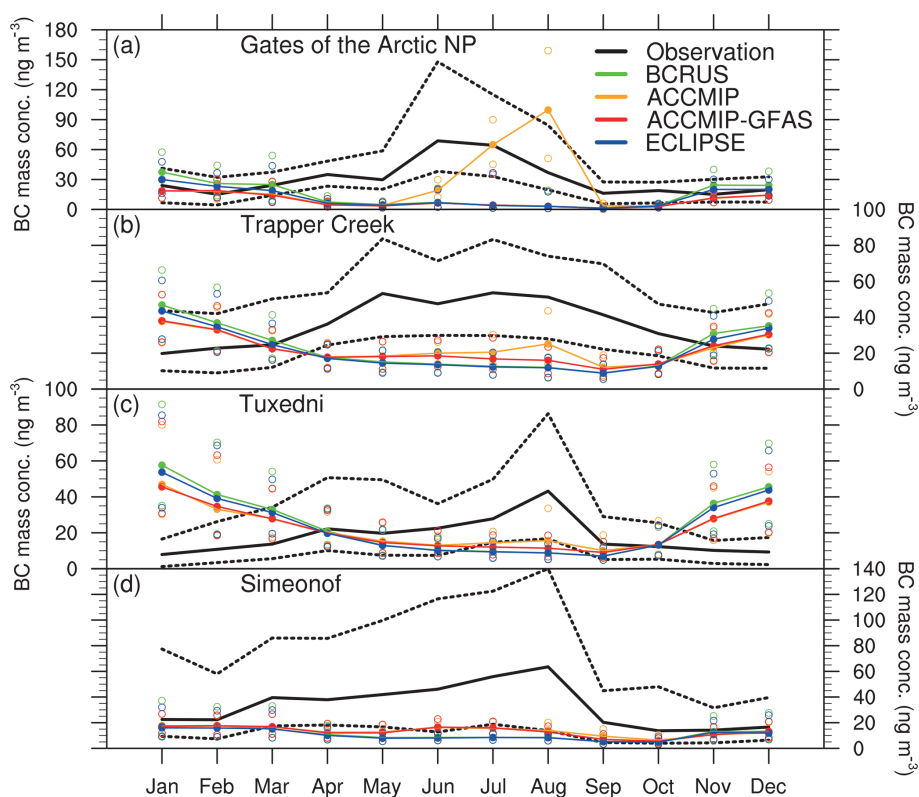 (a) Gates of the Arctic NP
BC mass conc. (ng m⁻³)
180
150
120
90
60
30
0
Observation
BCRUS
ACCMIP
ACCMIP-GFAS
ECLIPSE
(b) Trapper Creek
BC mass conc. (ng m⁻³)
100
80
60
40
20
0
(c) Tuxedni
BC mass conc. (ng m⁻³)
100
80
60
40
20
0
(d) Simeonof
BC mass conc. (ng m⁻³)
140
120
100
80
60
40
20
0
Jan Feb Mar Apr May Jun Jul Aug Sep Oct Nov Dec